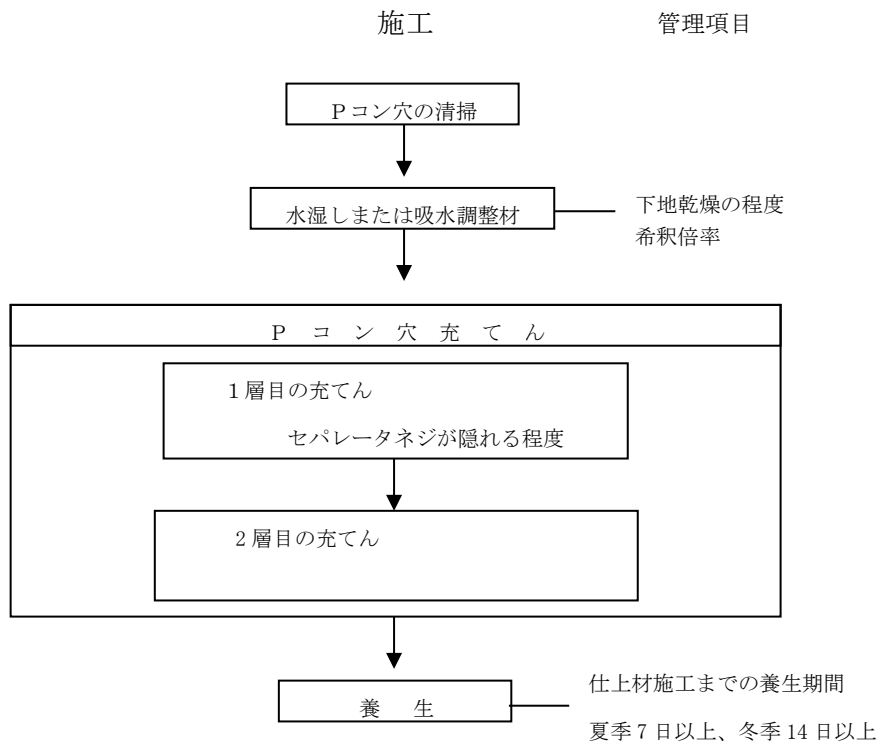 施工　管理項目
Pコン穴の清掃
水湿しまたは吸水調整材
下地乾燥の程度
希釈倍率
P コ ン 穴 充 て ん
1層目の充てん
セパレータネジが隠れる程度
2層目の充てん
養　生
仕上材施工までの養生期間
夏季7日以上、冬季14日以上